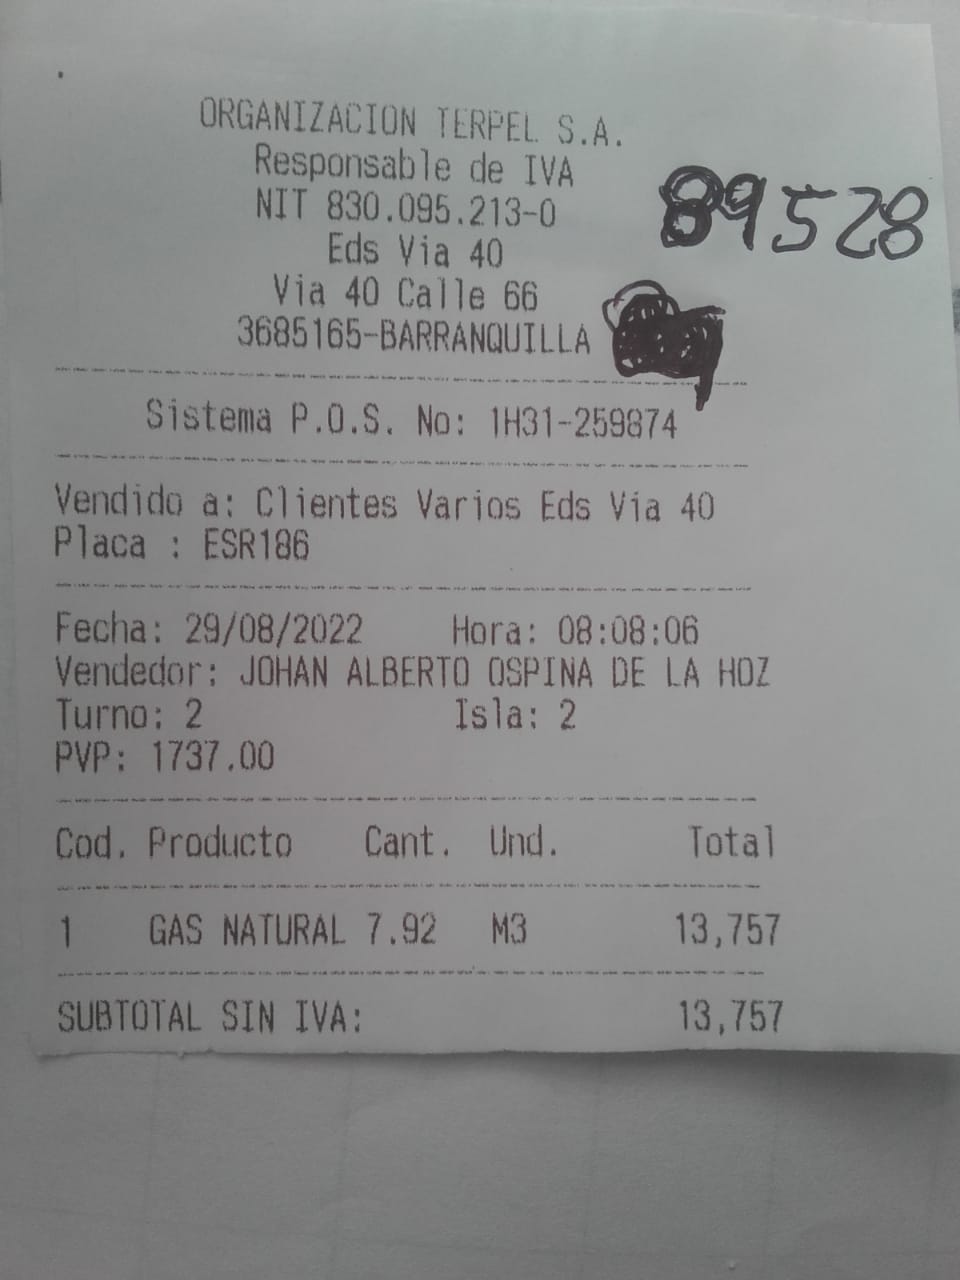 ORGANIZACION TERPEL S.A.
Responsable de IVA
NIT 830.095.213-0
89528
Eds Via 40
Via 40 Calle 66
3685165-BARRANQUILLA
Sistema P.O.S. No: 1H31-259874
Vendido a: Clientes Varios Eds Via 40
Placa : ESR186
Fecha: 29/08/2022 Hora: 08:08:06
Vendedor: JOHAN ALBERTO OSPINA DE LA HOZ
Turno: 2 Isla: 2
PVP: 1737.00
Cod. Producto Cant. Und. Total
1 GAS NATURAL 7.92 M3 13,757
SUBTOTAL SIN IVA: 13,757